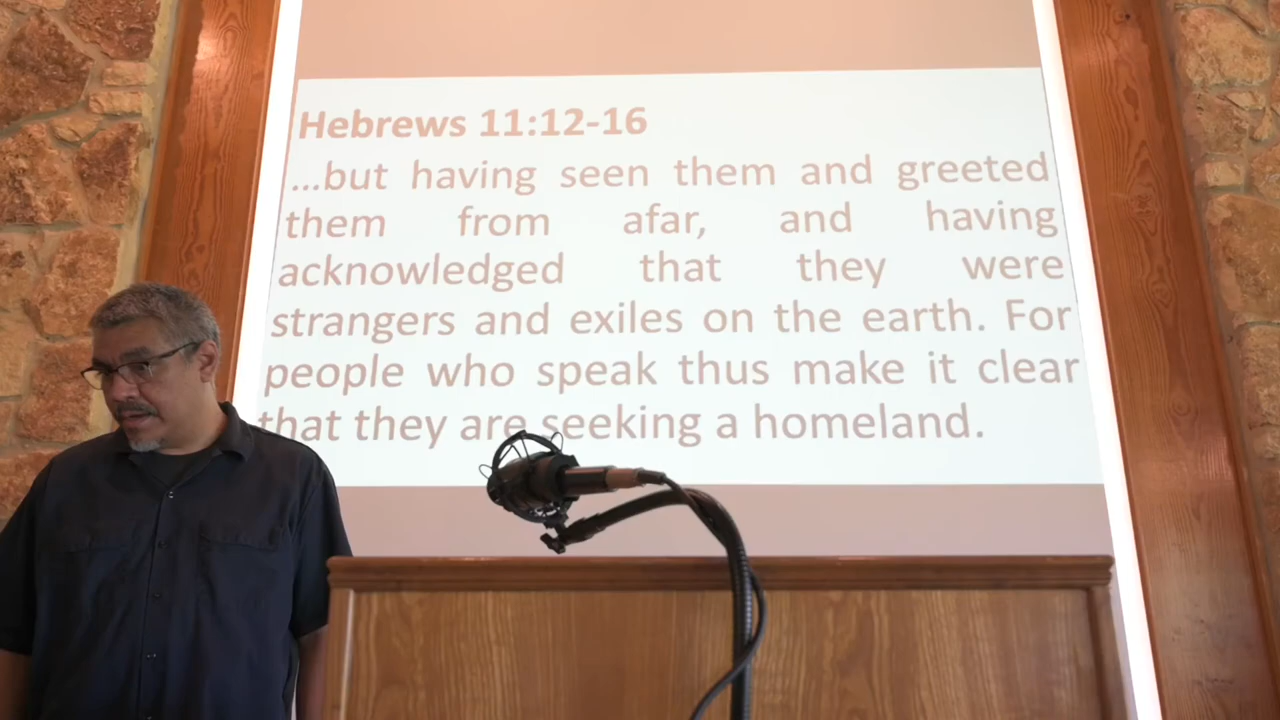 Hebrews 11:12-16
...but having seen them and greeted
them from afar, and having
acknowledged that they were
strangers and exiles on the earth. For
people who speak thus make it clear
that they are seeking a homeland.